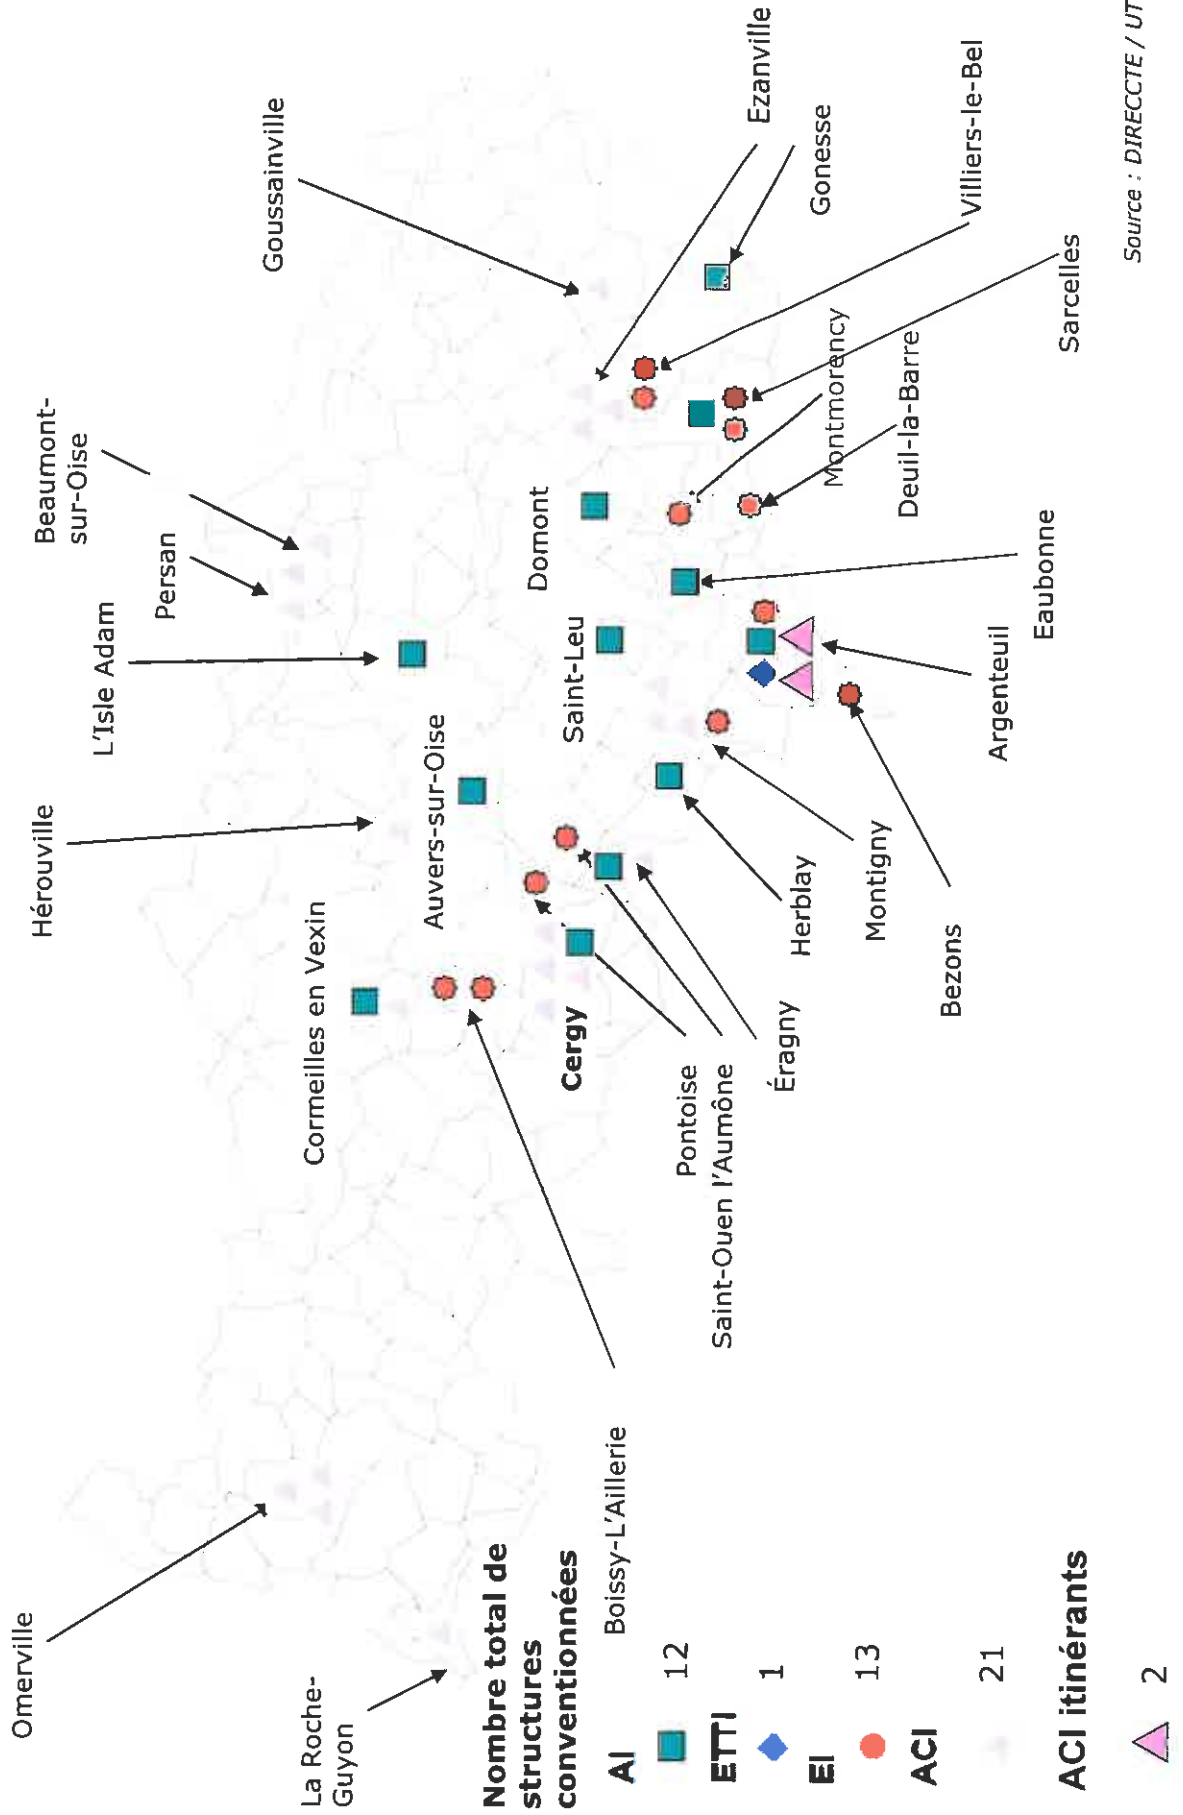 Omerville
La Roche-
Guyon
Hérouville
L'Isle Adam
Persan
Beaumont-
sur-Oise
Goussainville
Ezanville
Gonesse
Villiers-le-Bel
Sarcelles
Montmorency
Deuil-la-Barre
Eaubonne
Argenteuil
Bezons
Montigny
Herblay
Éragny
Saint-Ouen l'Aumône
Pontoise
Boissy-L'Aillerie
Cormeilles en Vexin
Auvers-sur-Oise
Cergy
Saint-Leu
Domont
Nombre total de
structures
conventionnées
AI
12
ETTI
1
EI
13
ACI
21
ACI itinérants
2
Source : DIRECCTE / UT